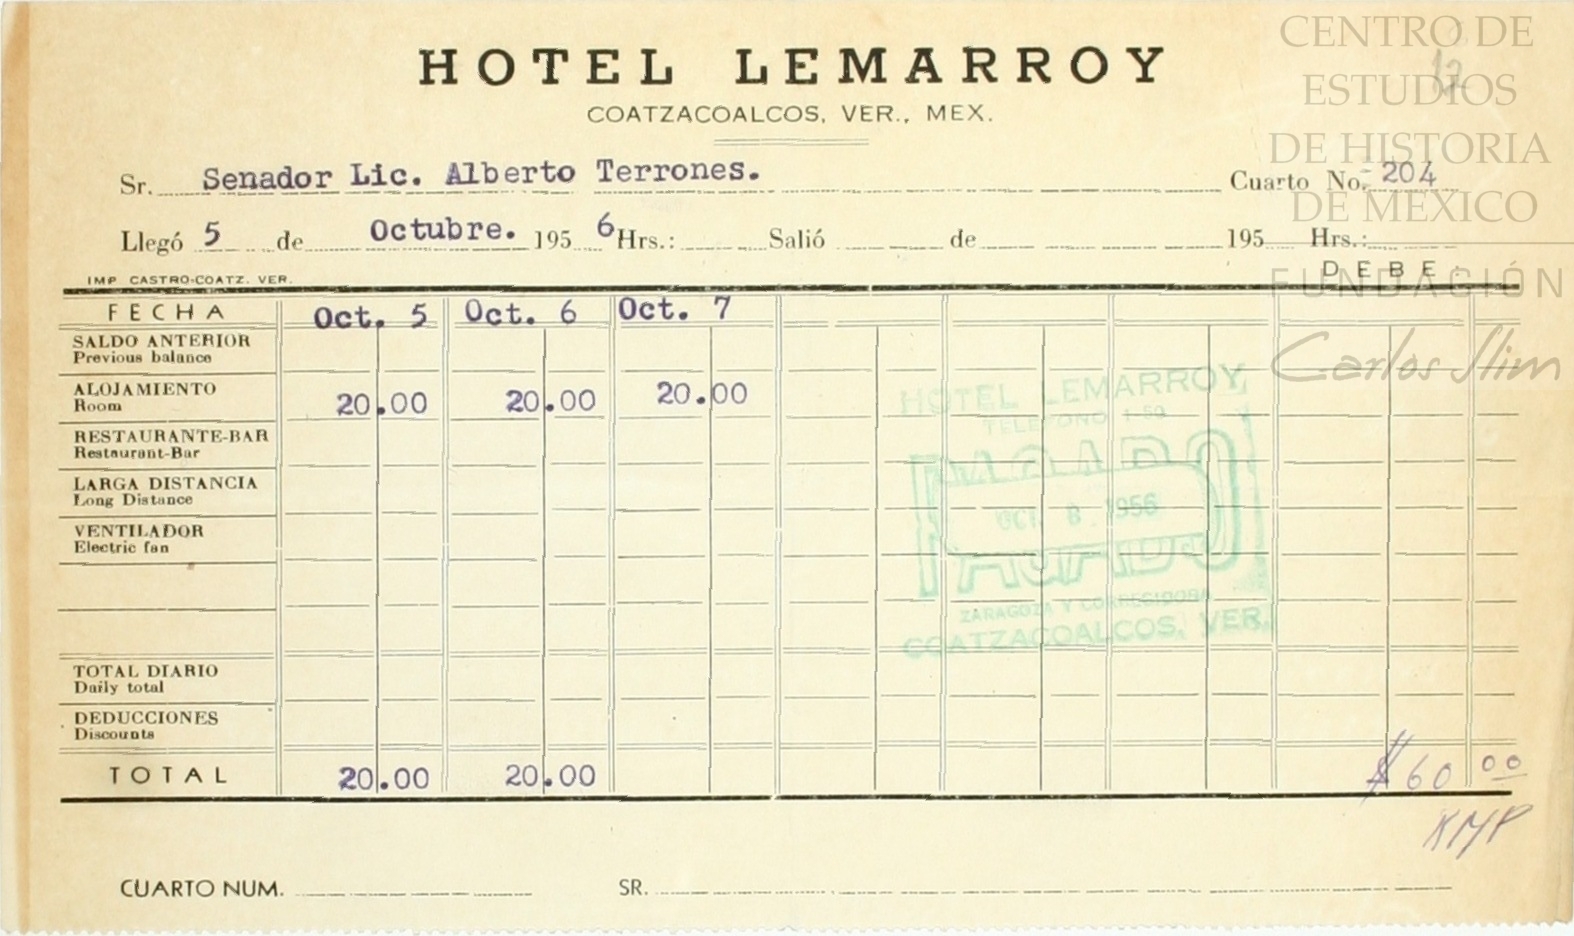 HOTEL LEMARROY
COATZACOALCOS, VER., MEX.
Sr. Senador Lic. Alberto Terrones. Cuarto No. 204
Llegó 5 de Octubre. 1956 Hrs.: Salió de 195 Hrs.:
IMP CASTRO-COATZ. VER. DEBE:
FECHA Oct. 5 Oct. 6 Oct. 7
SALDO ANTERIOR
Previous balance
ALOJAMIENTO
Room 20.00 20.00 20.00
RESTAURANTE-BAR
Restaurant-Bar
LARGA DISTANCIA
Long Distance
VENTILADOR
Electric fan
TOTAL DIARIO
Daily total
DEDUCCIONES
Discounts
TOTAL 20.00 20.00 $60 00
CUARTO NUM. SR.
HOTEL LEMARROY
TELEFONO 1-50
PAGADO
OCT. 8. 1956
PAGADO
ZARAGOZA Y CORREGIDORA
COATZACOALCOS, VER.
CENTRO DE
ESTUDIOS
DE HISTORIA
DE MEXICO
FUNDACIÓN
Carlos Slim